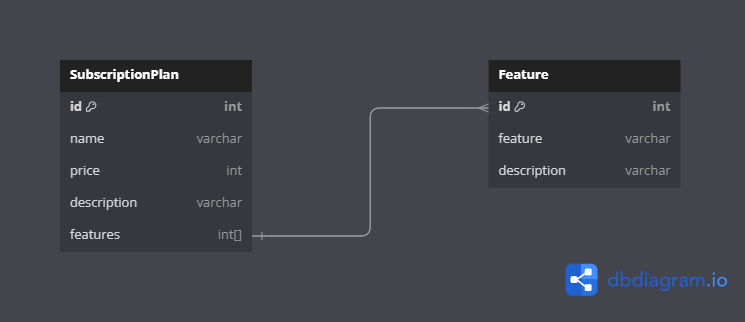 SubscriptionPlan
id int
name varchar
price int
description varchar
features int[]
Feature
id int
feature varchar
description varchar
dbdiagram.io